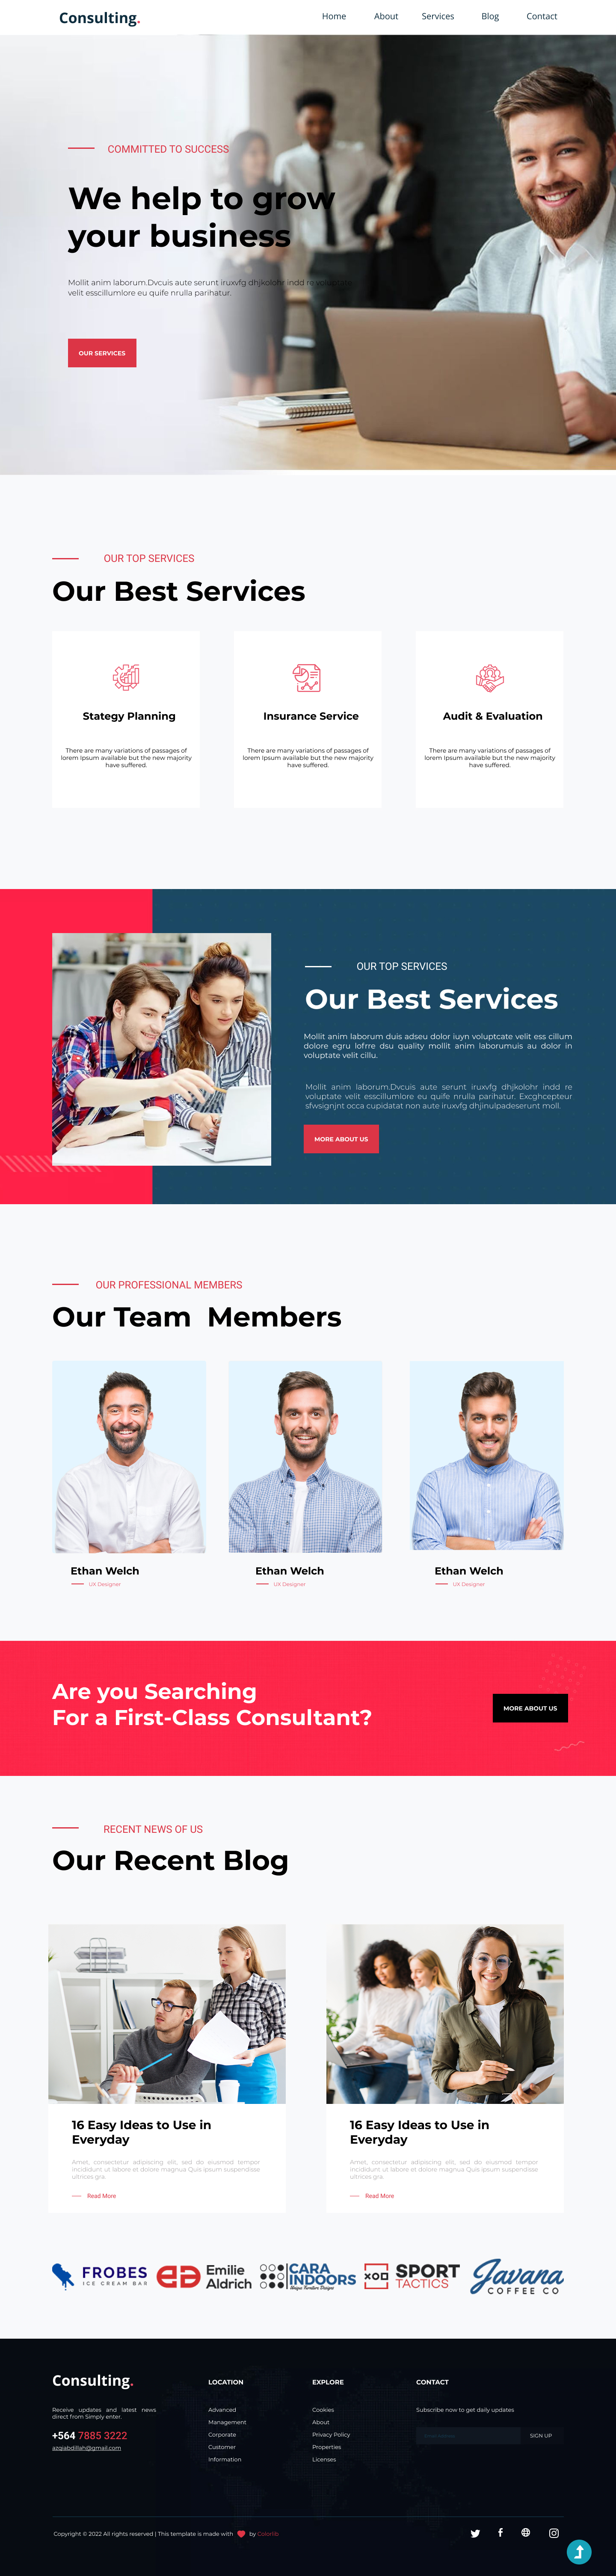 Consulting.
Home About Services Blog Contact
COMMITTED TO SUCCESS
We help to grow
your business
Mollit anim laborum.Dvcuis aute serunt iruxvfg dhjkolohr indd re voluptate
velit esscillumlore eu quife nrulla parihatur.
OUR SERVICES
OUR TOP SERVICES
Our Best Services
Stategy Planning
There are many variations of passages of
lorem Ipsum available but the new majority
have suffered.
Insurance Service
There are many variations of passages of
lorem Ipsum available but the new majority
have suffered.
Audit & Evaluation
There are many variations of passages of
lorem Ipsum available but the new majority
have suffered.
OUR TOP SERVICES
Our Best Services
Mollit anim laborum duis adseu dolor iuyn voluptcate velit ess cillum
dolore egru lofrre dsu quality mollit anim laborumuis au dolor in
voluptate velit cillu.
Mollit anim laborum.Dvcuis aute serunt iruxvfg dhjkolohr indd re
voluptate velit esscillumlore eu quife nrulla parihatur. Excghcepteur
sfwsignjnt occa cupidatat non aute iruxvfg dhjinulpadeserunt moll.
MORE ABOUT US
OUR PROFESSIONAL MEMBERS
Our Team Members
Ethan Welch
UX Designer
Ethan Welch
UX Designer
Ethan Welch
UX Designer
Are you Searching
For a First-Class Consultant?
MORE ABOUT US
RECENT NEWS OF US
Our Recent Blog
16 Easy Ideas to Use in
Everyday
Amet, consectetur adipiscing elit, sed do eiusmod tempor
incididunt ut labore et dolore magnua Quis ipsum suspendisse
ultrices gra.
Read More
16 Easy Ideas to Use in
Everyday
Amet, consectetur adipiscing elit, sed do eiusmod tempor
incididunt ut labore et dolore magnua Quis ipsum suspendisse
ultrices gra.
Read More
FROBES
ICE CREAM BAR
Emilie
Aldrich
CARA
INDOORS
Unique Furniture Designs
SPORT
TACTICS
Javana
COFFEE CO
Consulting.
Receive updates and latest news
direct from Simply enter.
+564 7885 3222
azqiabdillah@gmail.com
LOCATION
Advanced
Management
Corporate
Customer
Information
EXPLORE
Cookies
About
Privacy Policy
Properties
Licenses
CONTACT
Subscribe now to get daily updates
SIGN UP
Copyright © 2022 All rights reserved | This template is made with by Colorlib